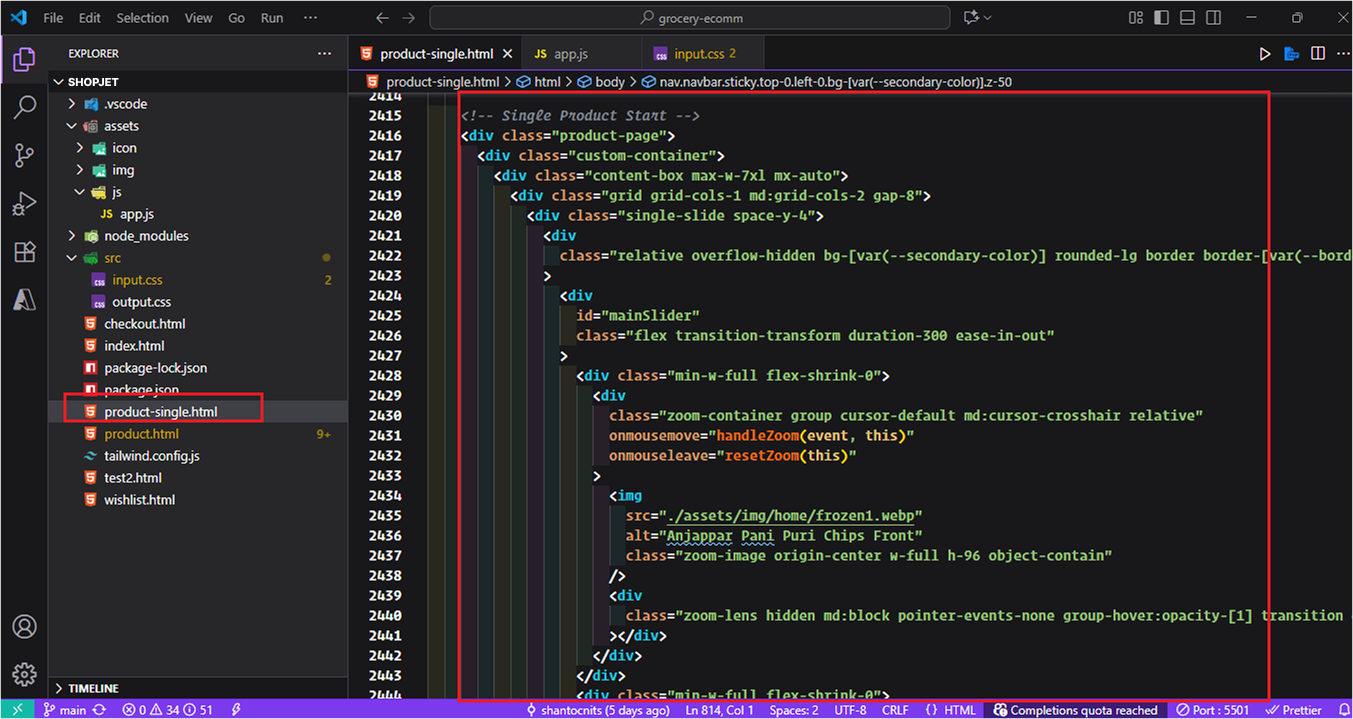 File Edit Selection View Go Run ··· grocery-ecomm
EXPLORER ···
SHOPJET
.vscode
assets
icon
img
js
JS app.js
node_modules
src
input.css 2
output.css
checkout.html
index.html
package-lock.json
package.json
product-single.html
product.html 9+
tailwind.config.js
test2.html
wishlist.html
TIMELINE
product-single.html JS app.js input.css 2
product-single.html > html > body > nav.navbar.sticky.top-0.left-0.bg-[var(--secondary-color)].z-50
2414
2415 <!-- Single Product Start -->
2416 <div class="product-page">
2417 <div class="custom-container">
2418 <div class="content-box max-w-7xl mx-auto">
2419 <div class="grid grid-cols-1 md:grid-cols-2 gap-8">
2420 <div class="single-slide space-y-4">
2421 <div
2422 class="relative overflow-hidden bg-[var(--secondary-color)] rounded-lg border border-[var(--bord
2423 >
2424 <div
2425 id="mainSlider"
2426 class="flex transition-transform duration-300 ease-in-out"
2427 >
2428 <div class="min-w-full flex-shrink-0">
2429 <div
2430 class="zoom-container group cursor-default md:cursor-crosshair relative"
2431 onmousemove="handleZoom(event, this)"
2432 onmouseleave="resetZoom(this)"
2433 >
2434 <img
2435 src="./assets/img/home/frozen1.webp"
2436 alt="Anjappar Pani Puri Chips Front"
2437 class="zoom-image origin-center w-full h-96 object-contain"
2438 />
2439 <div
2440 class="zoom-lens hidden md:block pointer-events-none group-hover:opacity-[1] transition
2441 ></div>
2442 </div>
2443 </div>
2444 <div class="min-w-full flex-shrink-0">
main 0 34 51 shantocnits (5 days ago) Ln 814, Col 1 Spaces: 2 UTF-8 CRLF {} HTML Completions quota reached Port : 5501 Prettier